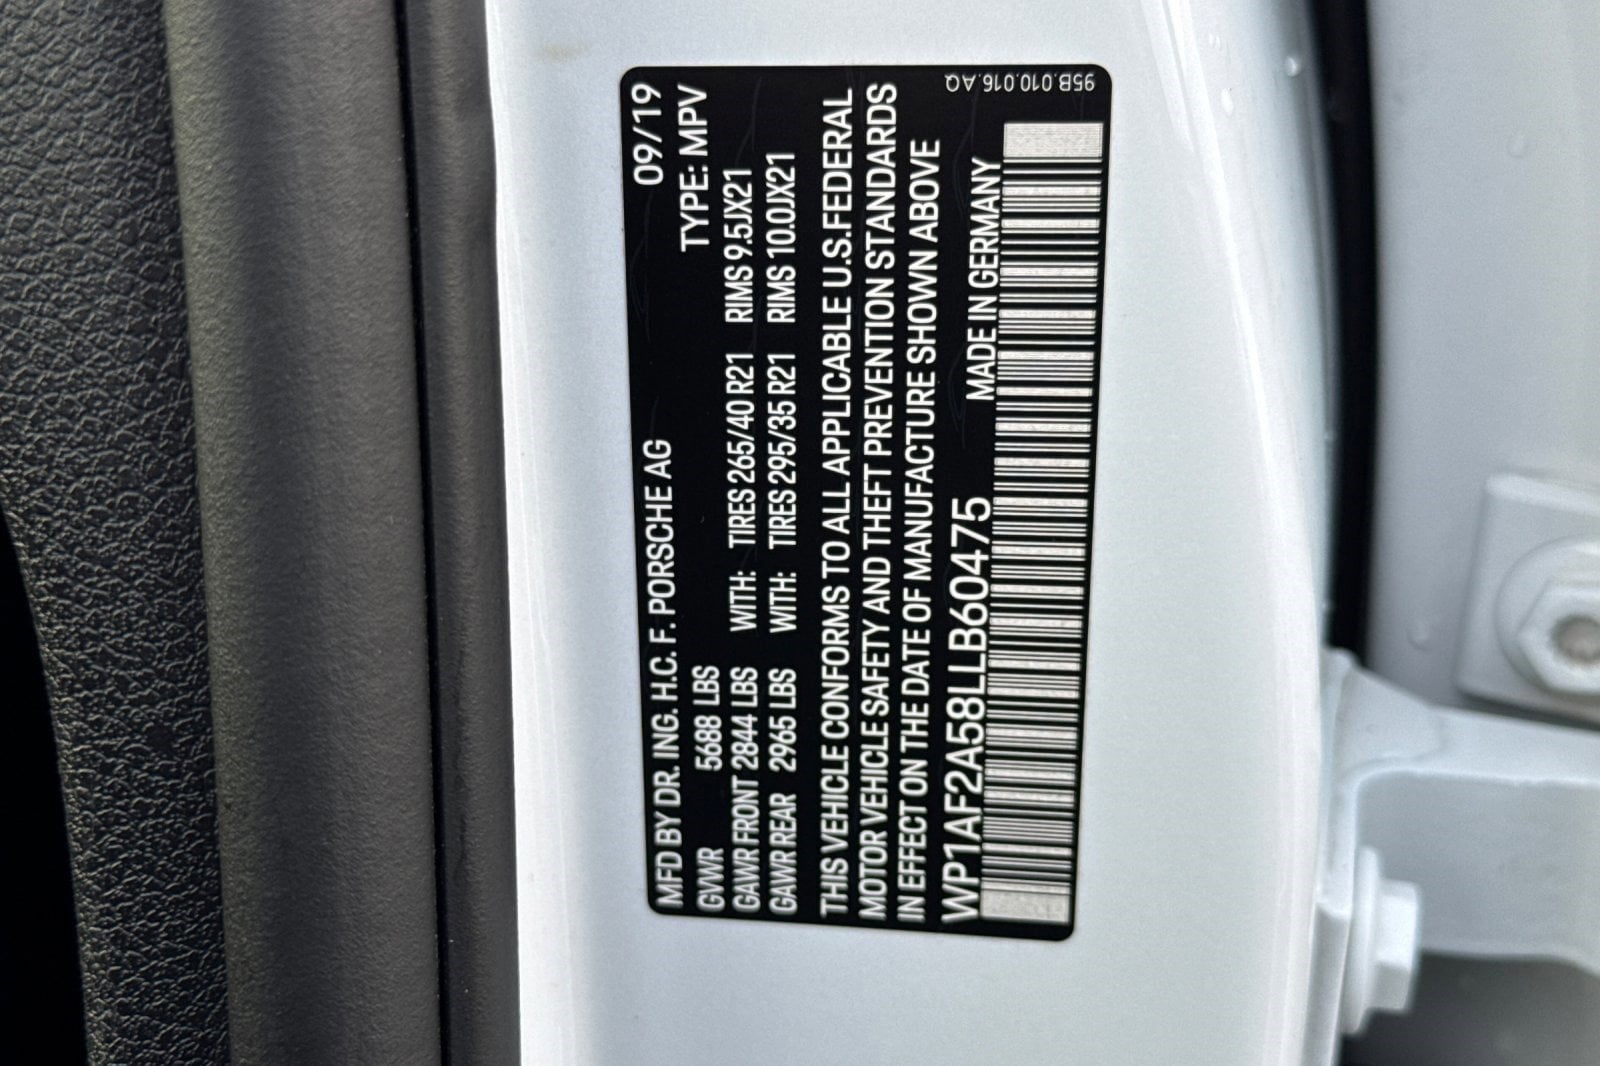 MFD BY DR. ING. H.C. F. PORSCHE AG 09/19
GVWR 5688 LBS TYPE: MPV
GAWR FRONT 2844 LBS WITH: TIRES 265/40 R21 RIMS 9.5JX21
GAWR REAR 2965 LBS WITH: TIRES 295/35 R21 RIMS 10.0JX21
THIS VEHICLE CONFORMS TO ALL APPLICABLE U.S.FEDERAL
MOTOR VEHICLE SAFETY AND THEFT PREVENTION STANDARDS
IN EFFECT ON THE DATE OF MANUFACTURE SHOWN ABOVE
WP1AF2A58LLB60475 MADE IN GERMANY
95B.010.016.AQ